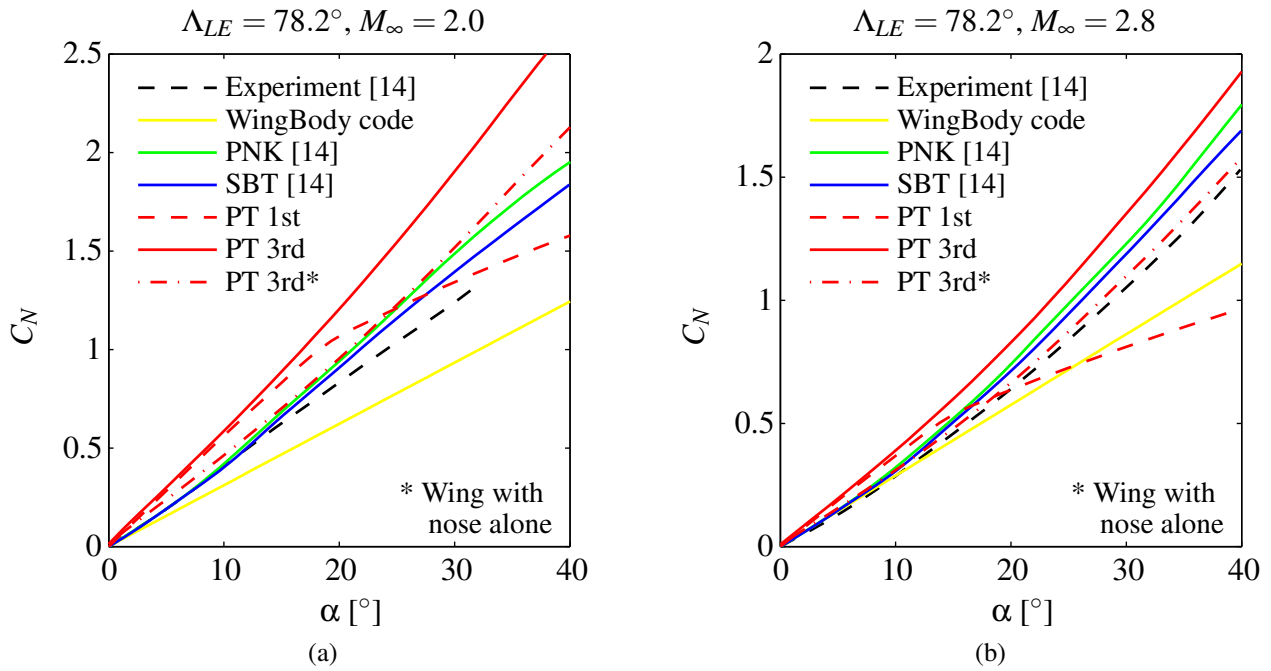 Λ_LE = 78.2°, M_∞ = 2.0
2.5
2
1.5
1
0.5
0
C_N
Experiment [14]
WingBody code
PNK [14]
SBT [14]
PT 1st
PT 3rd
PT 3rd*
* Wing with
nose alone
0 10 20 30 40
α [°]
(a)
Λ_LE = 78.2°, M_∞ = 2.8
2
1.5
1
0.5
0
C_N
Experiment [14]
WingBody code
PNK [14]
SBT [14]
PT 1st
PT 3rd
PT 3rd*
* Wing with
nose alone
0 10 20 30 40
α [°]
(b)